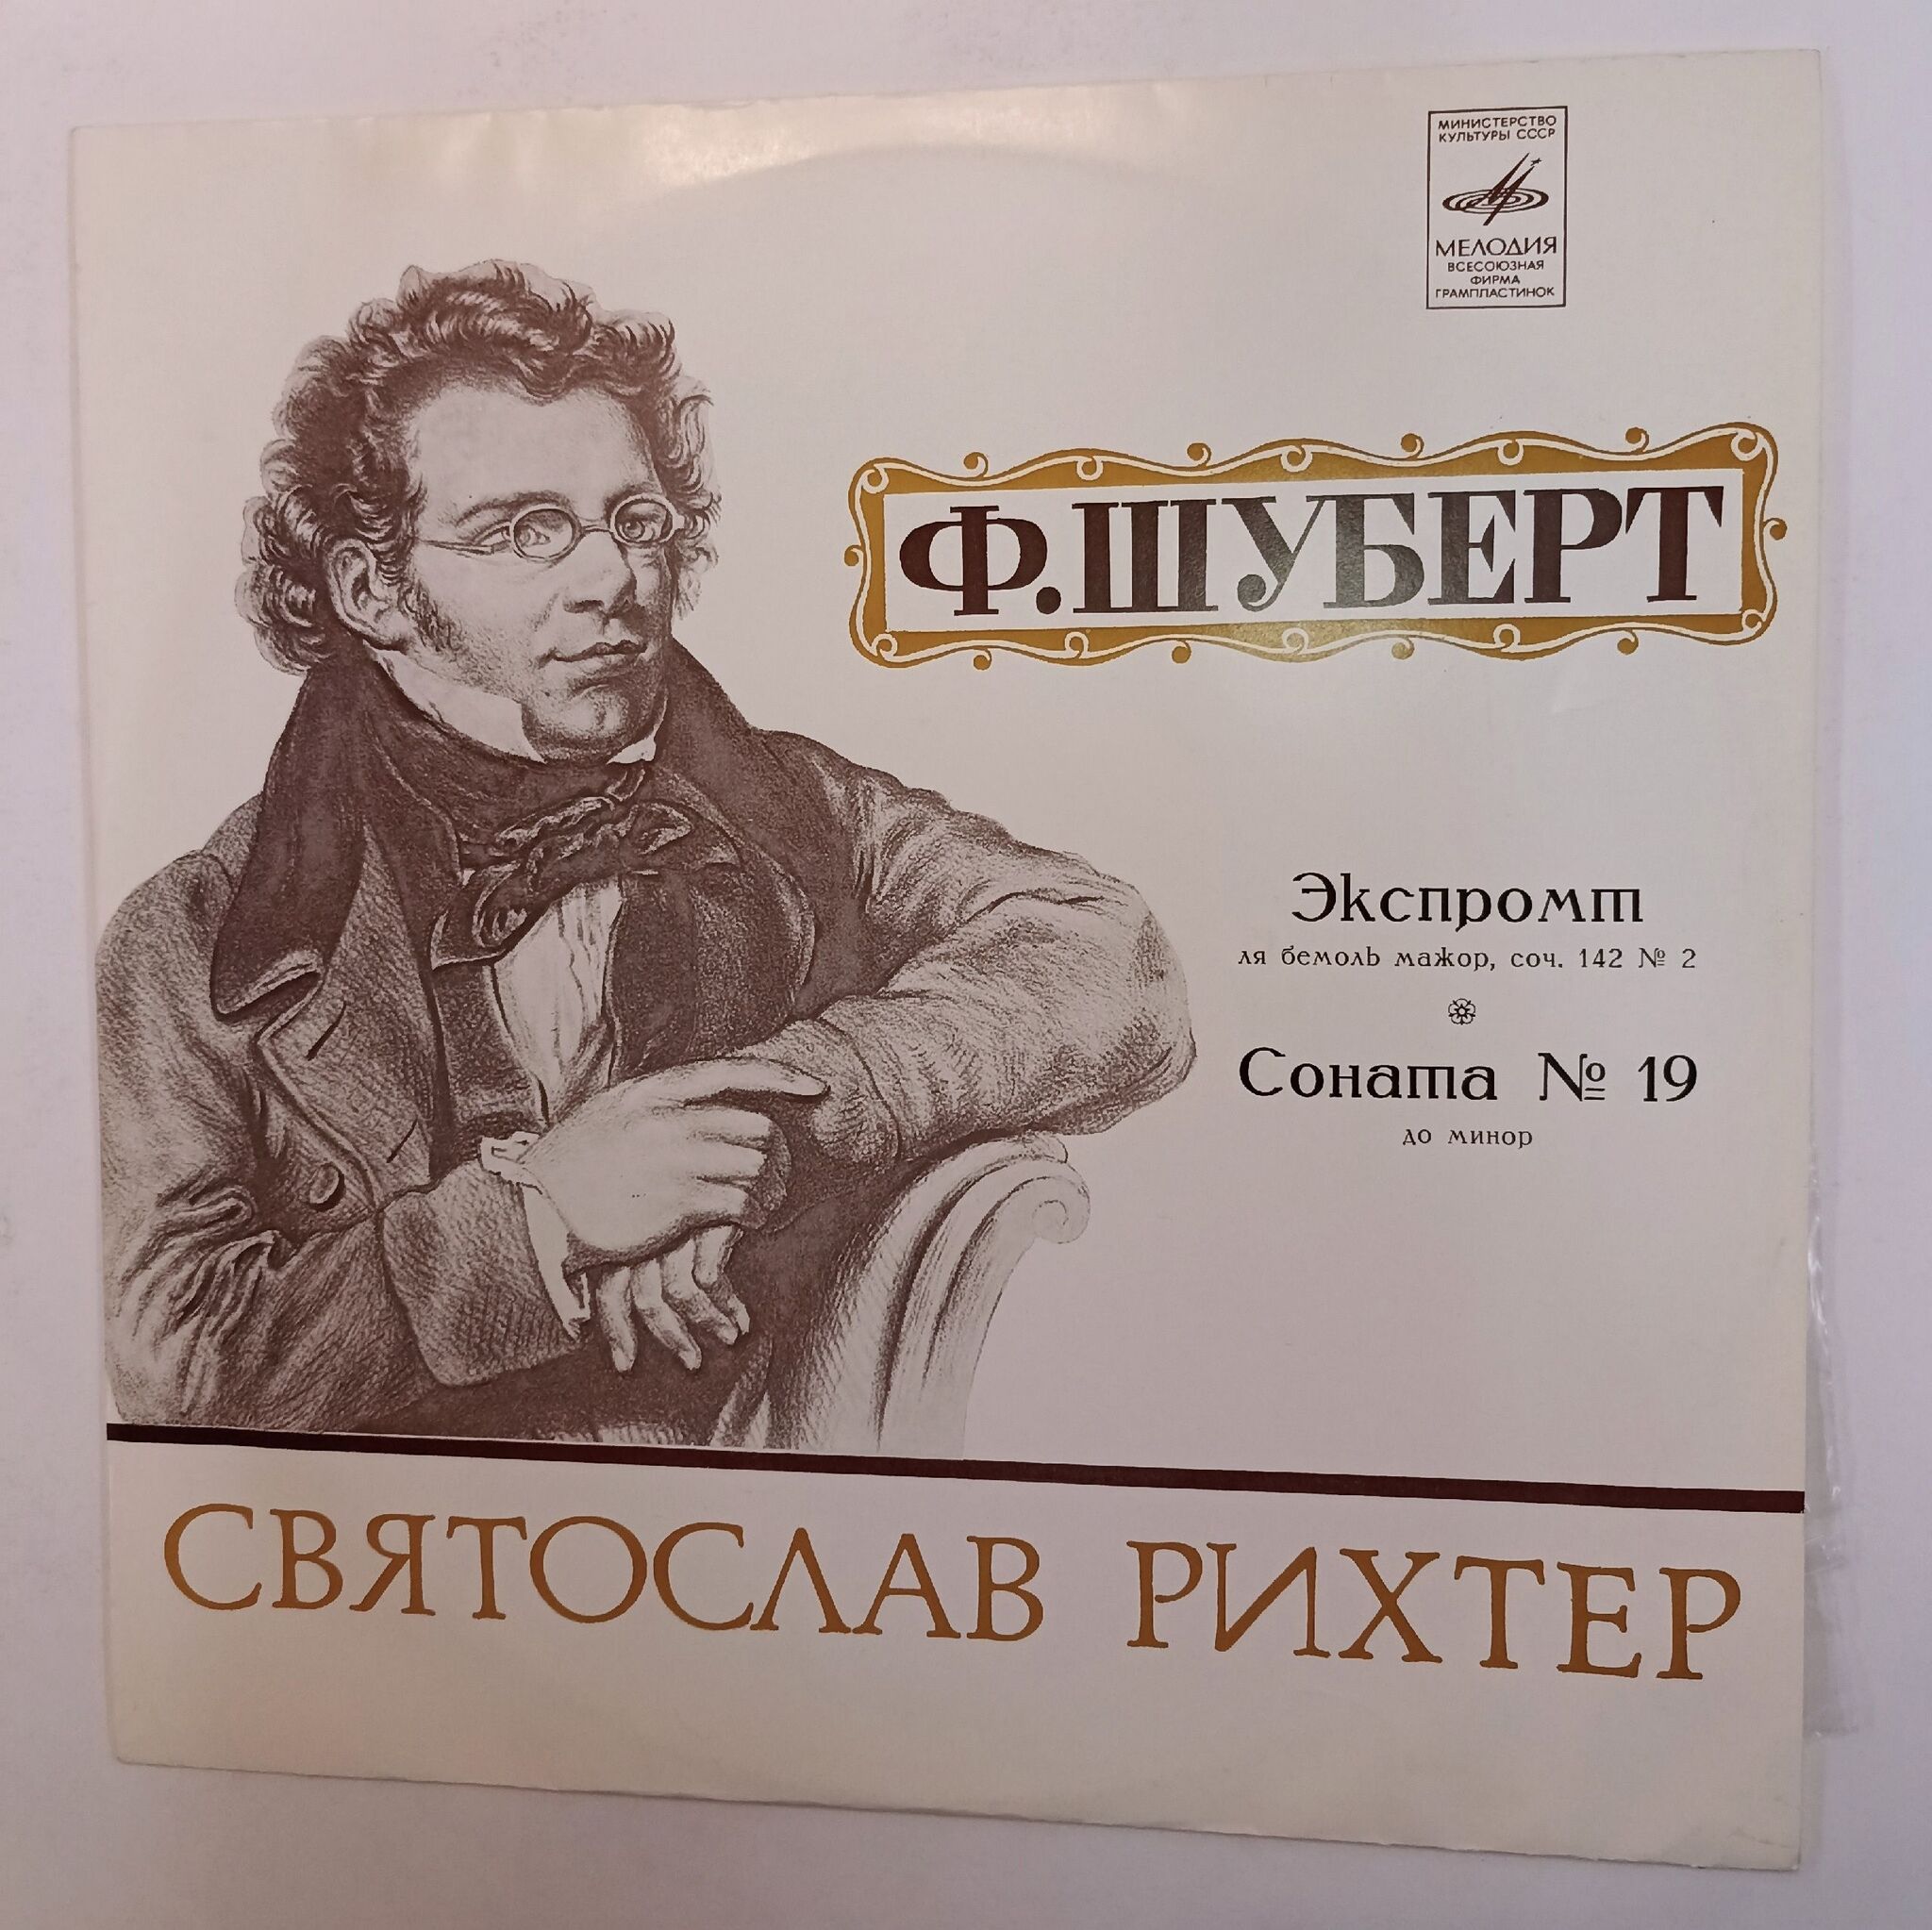 МИНИСТЕРСТВО
КУЛЬТУРЫ СССР
МЕЛОДИЯ
ВСЕСОЮЗНАЯ
ФИРМА
ГРАМПЛАСТИНОК
Ф.ШУБЕРТ
Экспромт
ля бемоль мажор, соч. 142 № 2
Соната № 19
до минор
СВЯТОСЛАВ РИХТЕР